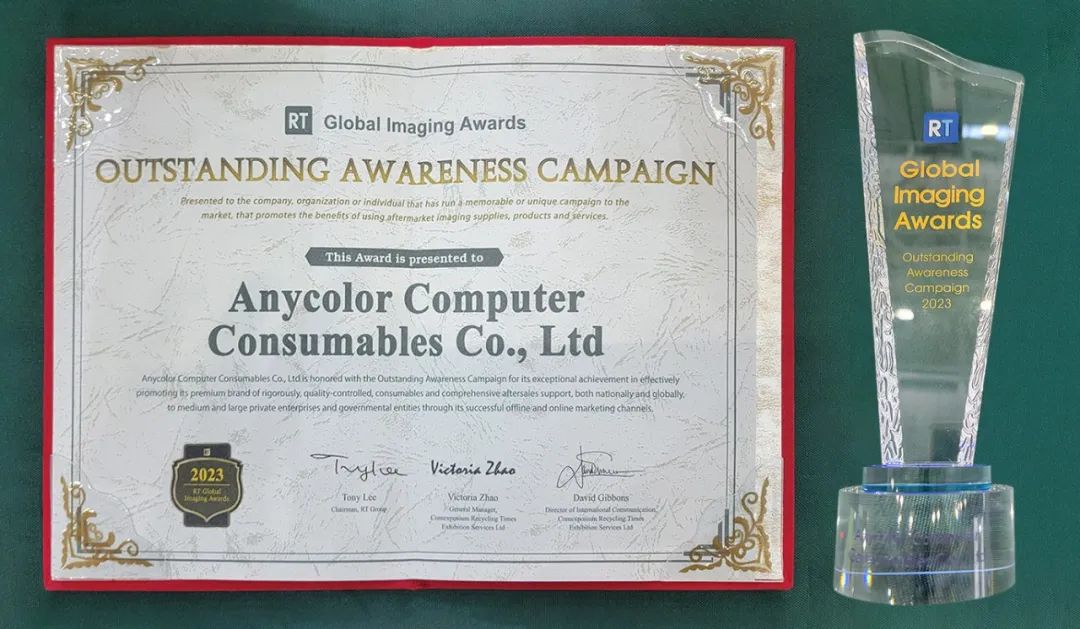 RT Global Imaging Awards
OUTSTANDING AWARENESS CAMPAIGN
Presented to the company, organization or individual that has run a memorable or unique campaign to the
market, that promotes the benefits of using aftermarket imaging supplies, products and services.
This Award is presented to
Anycolor Computer
Consumables Co., Ltd
Anycolor Computer Consumables Co., Ltd is honored with the Outstanding Awareness Campaign for its exceptional achievement in effectively
promoting its premium brand of rigorously, quality-controlled, consumables and comprehensive aftersales support, both nationally and globally,
to medium and large private enterprises and governmental entities through its successful offline and online marketing channels.
RT
2023
RT Global
Imaging Awards
Tony Lee
Chairman, RT Group
Victoria Zhao
Victoria Zhao
General Manager,
Comexposium Recycling Times
Exhibition Services Ltd
David Gibbons
Director of International Communication,
Comexposium Recycling Times
Exhibition Services Ltd
RT
Global
Imaging
Awards
Outstanding
Awareness
Campaign
2023